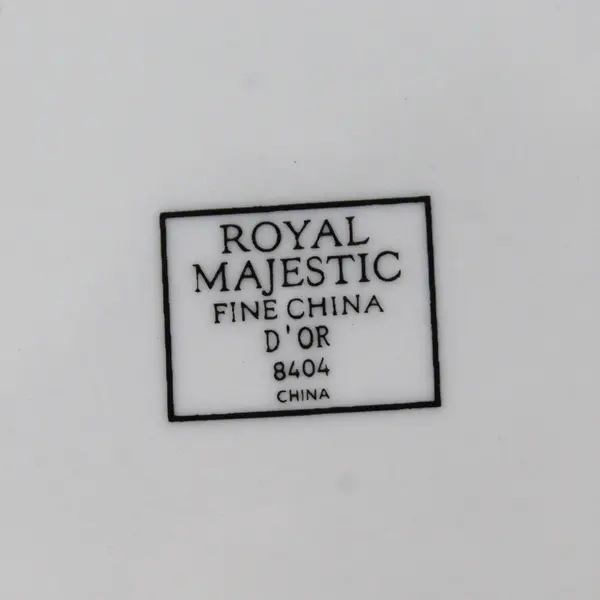 ROYAL
MAJESTIC
FINE CHINA
D'OR
8404
CHINA